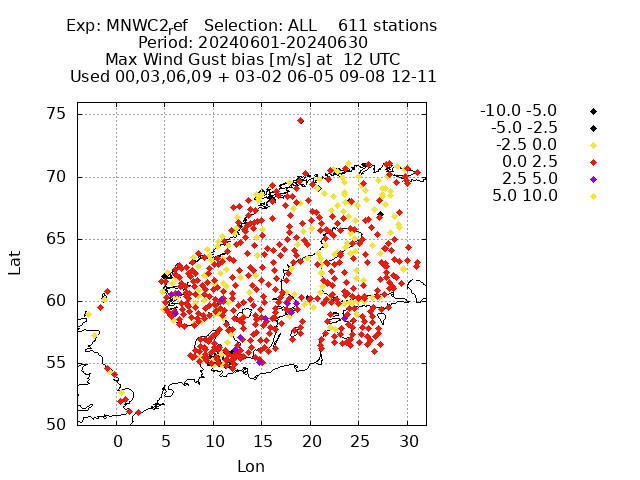 Exp: MNWC2ref   Selection: ALL    611 stations
Period: 20240601-20240630
Max Wind Gust bias [m/s] at  12 UTC
Used 00,03,06,09 + 03-02 06-05 09-08 12-11
75
70
65
60
55
50
Lat
0 5 10 15 20 25 30
Lon
-10.0 -5.0
-5.0 -2.5
-2.5 0.0
0.0 2.5
2.5 5.0
5.0 10.0